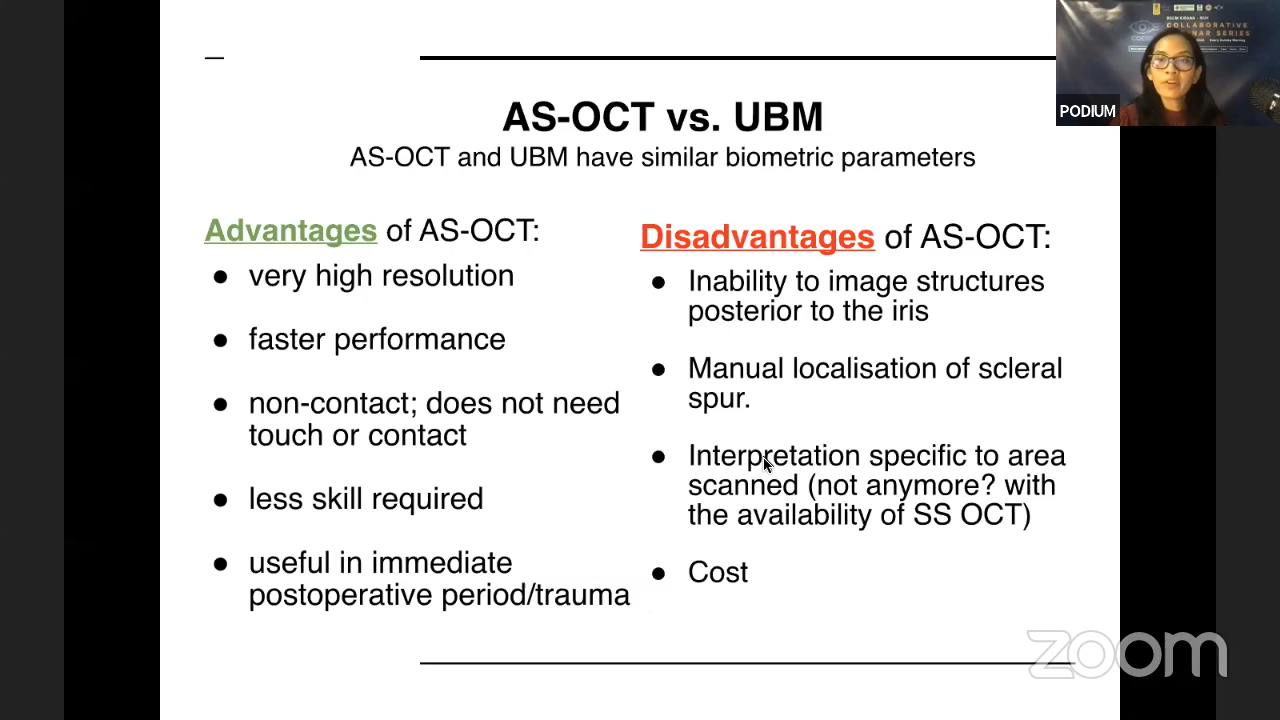 AS-OCT vs. UBM
AS-OCT and UBM have similar biometric parameters
Advantages of AS-OCT:
● very high resolution
● faster performance
● non-contact; does not need
touch or contact
● less skill required
● useful in immediate
postoperative period/trauma
Disadvantages of AS-OCT:
● Inability to image structures
posterior to the iris
● Manual localisation of scleral
spur.
● Interpretation specific to area
scanned (not anymore? with
the availability of SS OCT)
● Cost
COLLABORATIVE
PODIUM
zoom